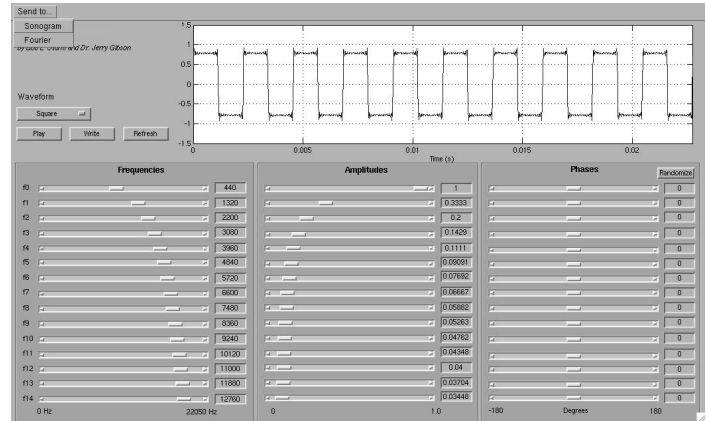 Send to...
Sonogram
Fourier
by Bob L. Sturm and Dr. Jerry Gibson
Waveform
Square
Play Write Refresh
1.5
1
0.5
0
-0.5
-1
-1.5
0 0.005 0.01 0.015 0.02
Time (s)
Frequencies Amplitudes Phases Randomize
f0 440 1 0
f1 1320 0.3333 0
f2 2200 0.2 0
f3 3080 0.1429 0
f4 3960 0.1111 0
f5 4840 0.09091 0
f6 5720 0.07692 0
f7 6600 0.06667 0
f8 7480 0.05882 0
f9 8360 0.05263 0
f10 9240 0.04762 0
f11 10120 0.04348 0
f12 11000 0.04 0
f13 11880 0.03704 0
f14 12760 0.03448 0
0 Hz 22050 Hz 0 1.0 -180 Degrees 180